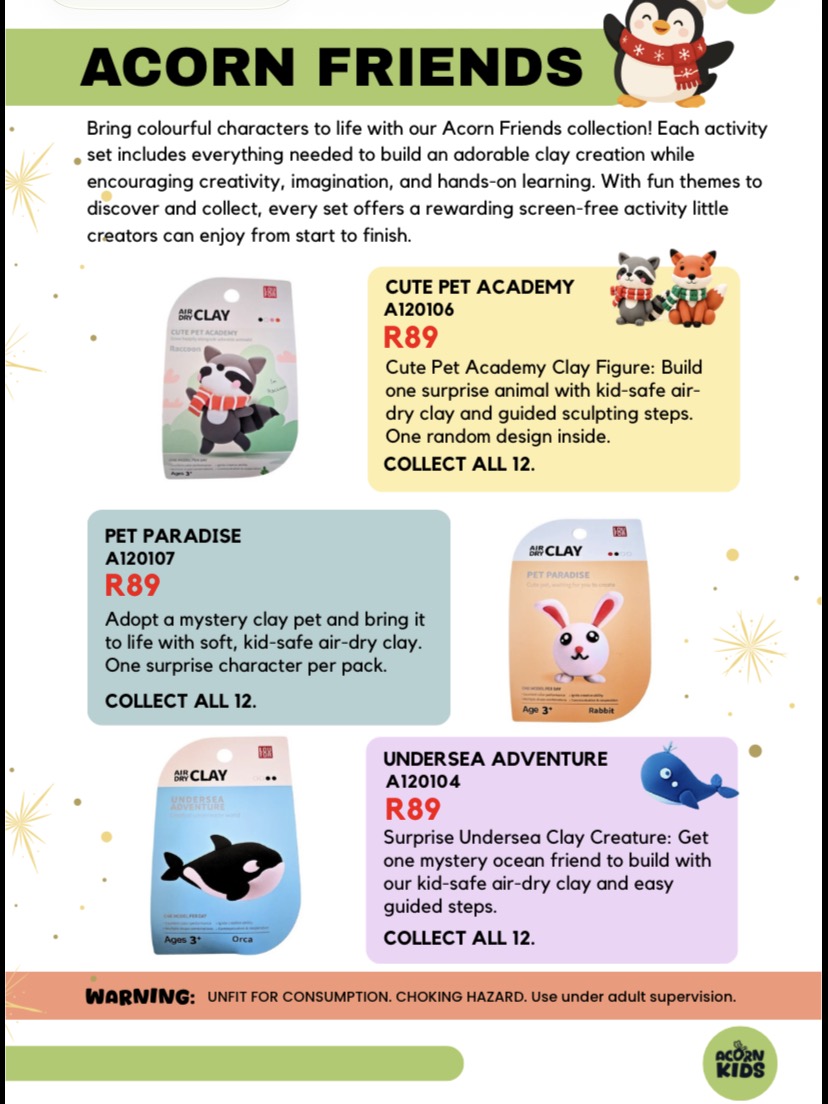 ACORN FRIENDS
Bring colourful characters to life with our Acorn Friends collection! Each activity
set includes everything needed to build an adorable clay creation while
encouraging creativity, imagination, and hands-on learning. With fun themes to
discover and collect, every set offers a rewarding screen-free activity little
creators can enjoy from start to finish.
AIR DRY CLAY
CUTE PET ACADEMY
Raccoon
Ages 3+
CUTE PET ACADEMY
A120106
R89
Cute Pet Academy Clay Figure: Build
one surprise animal with kid-safe air-
dry clay and guided sculpting steps.
One random design inside.
COLLECT ALL 12.
PET PARADISE
A120107
R89
Adopt a mystery clay pet and bring it
to life with soft, kid-safe air-dry clay.
One surprise character per pack.
COLLECT ALL 12.
AIR DRY CLAY
PET PARADISE
ONE MODEL PER DAY
Age 3+ Rabbit
AIR DRY CLAY
UNDERSEA
ADVENTURE
ONE MODEL PER DAY
Ages 3+ Orca
UNDERSEA ADVENTURE
A120104
R89
Surprise Undersea Clay Creature: Get
one mystery ocean friend to build with
our kid-safe air-dry clay and easy
guided steps.
COLLECT ALL 12.
WARNING: UNFIT FOR CONSUMPTION. CHOKING HAZARD. Use under adult supervision.
ACORN
KIDS